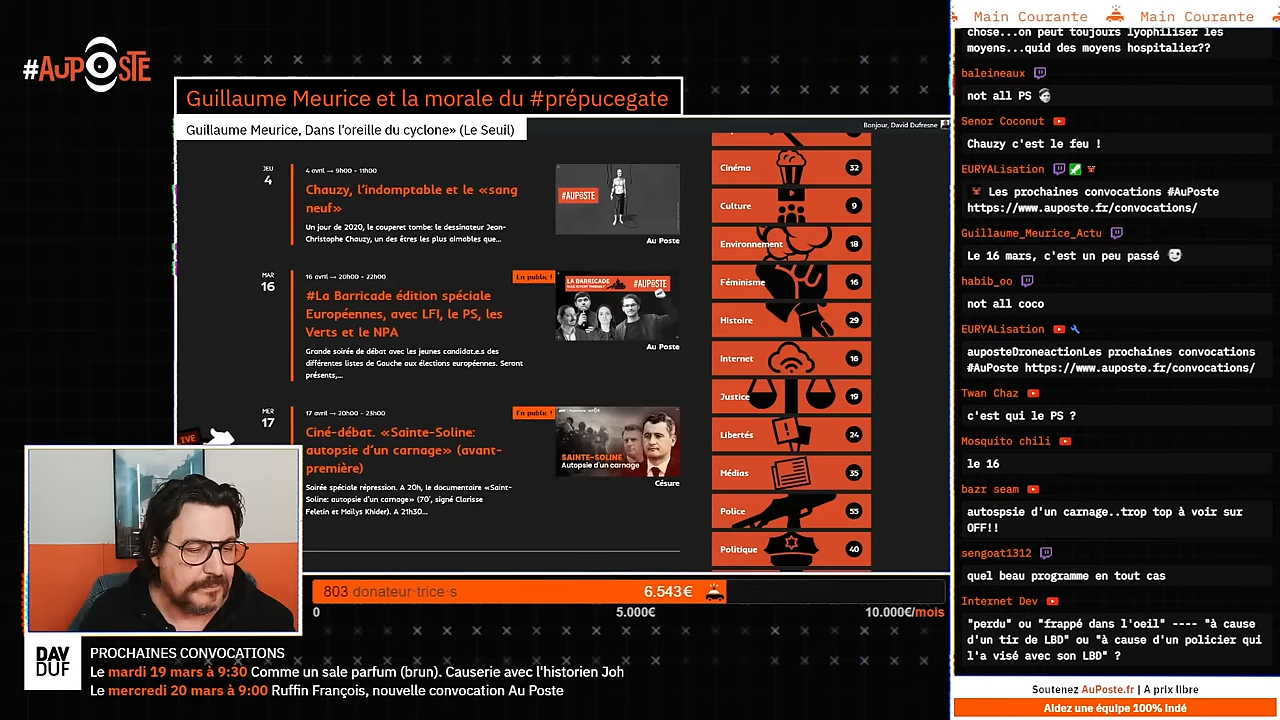 #AUPOSTE
Guillaume Meurice et la morale du #prépucegate
Guillaume Meurice, Dans l'oreille du cyclone» (Le Seuil)
Bonjour, David Dufresne
JEU
4
4 avril → 9h00 - 11h00
Chauzy, l'indomptable et le «sang
neuf»
Un jour de 2020, le couperet tombe: le dessinateur Jean-
Christophe Chauzy, un des êtres les plus aimables que...
#AUPOSTE
Au Poste
MAR
16
16 avril → 20h00 - 22h00
En public !
#La Barricade édition spéciale
Européennes, avec LFI, le PS, les
Verts et le NPA
Grande soirée de débat avec les jeunes candidat.e.s des
différentes listes de Gauche aux élections européennes. Seront
présents,...
LA BARRICADE
#AUPOSTE
Au Poste
MER
17
17 avril → 20h00 - 23h00
En public !
Ciné-débat. «Sainte-Soline:
autopsie d'un carnage» (avant-
première)
Soirée spéciale répression. A 20h, le documentaire «Saint-
Soline: autopsie d'un carnage» (70', signé Clarisse
Feletin et Maïlys Khider). A 21h30...
SAINTE-SOLINE
Autopsie d'un carnage
Césure
Cinéma 32
Culture 9
Environnement 18
Féminisme 16
Histoire 29
Internet 16
Justice 19
Libertés 24
Médias 35
Police 55
Politique 40
IVE
803 donateur·trice·s 6.543€
0 5.000€ 10.000€/mois
DAV
DUF
PROCHAINES CONVOCATIONS
Le mardi 19 mars à 9:30 Comme un sale parfum (brun). Causerie avec l'historien Joh
Le mercredi 20 mars à 9:00 Ruffin François, nouvelle convocation Au Poste
Main Courante Main Courante
chose...on peut toujours lyophiliser les
moyens...quid des moyens hospitalier??
baleineaux
not all PS
Senor Coconut
Chauzy c'est le feu !
EURYALisation
Les prochaines convocations #AuPoste
https://www.auposte.fr/convocations/
Guillaume_Meurice_Actu
Le 16 mars, c'est un peu passé
habib_oo
not all coco
EURYALisation
auposteDroneactionLes prochaines convocations
#AuPoste https://www.auposte.fr/convocations/
Twan Chaz
c'est qui le PS ?
Mosquito chili
le 16
bazr seam
autospsie d'un carnage..trop top à voir sur
OFF!!
sengoat1312
quel beau programme en tout cas
Internet Dev
"perdu" ou "frappé dans l'oeil" ---- "à cause
d'un tir de LBD" ou "à cause d'un policier qui
l'a visé avec son LBD" ?
Soutenez AuPoste.fr | A prix libre
Aidez une équipe 100% indé